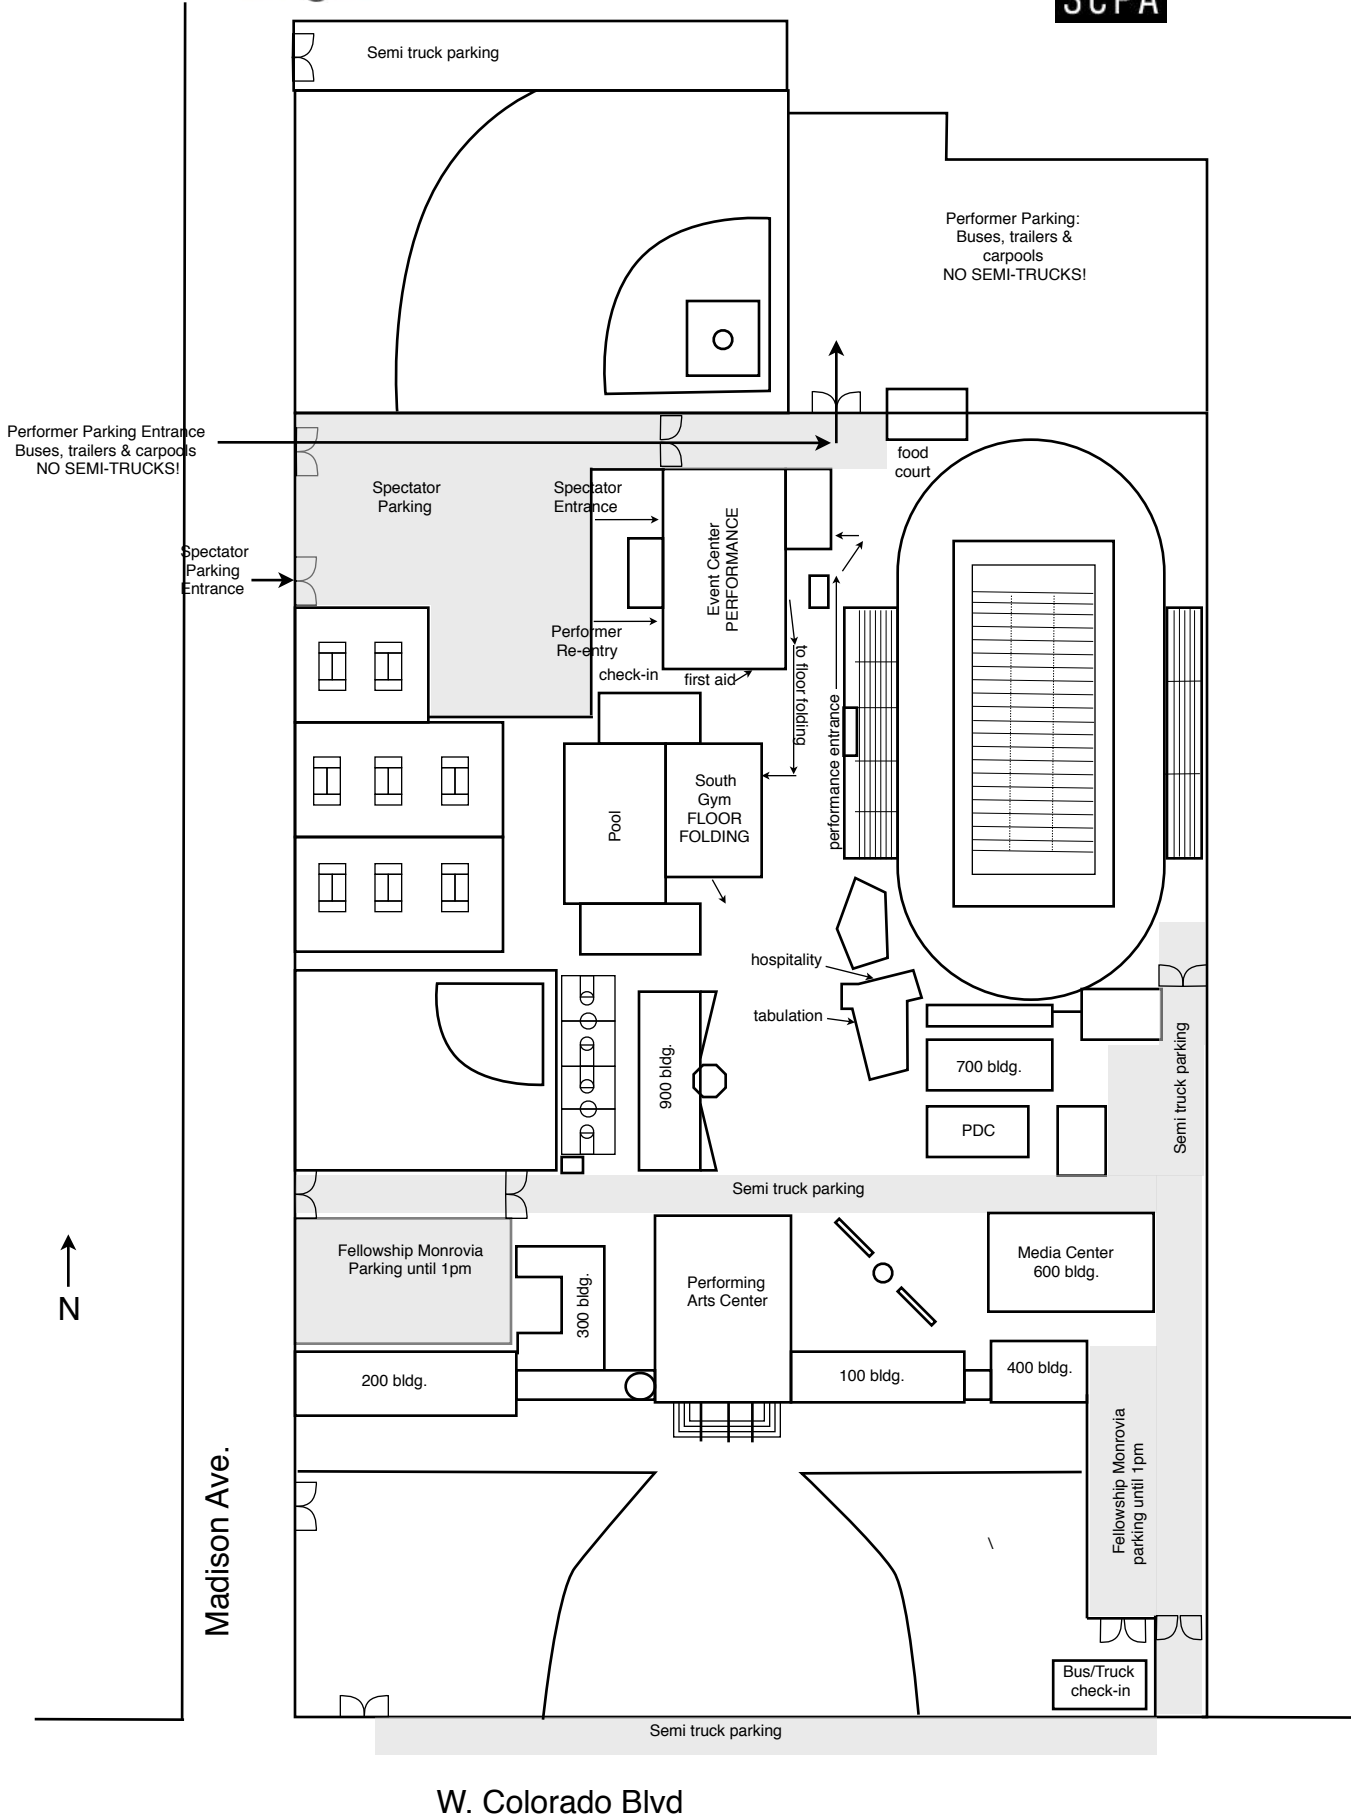 SCPA
Semi truck parking
Performer Parking:
Buses, trailers &
carpools
NO SEMI-TRUCKS!
Performer Parking Entrance
Buses, trailers & carpools
NO SEMI-TRUCKS!
food
court
Spectator
Parking
Spectator
Entrance
Event Center
PERFORMANCE
Spectator
Parking
Entrance
Performer
Re-entry
check-in
first aid
to floor folding
performance entrance
Pool
South
Gym
FLOOR
FOLDING
hospitality
tabulation
900 bldg.
700 bldg.
PDC
Semi truck parking
Semi truck parking
Fellowship Monrovia
Parking until 1pm
300 bldg.
Performing
Arts Center
Media Center
600 bldg.
N
200 bldg.
100 bldg.
400 bldg.
Fellowship Monrovia
parking until 1pm
Madison Ave.
\
Bus/Truck
check-in
Semi truck parking
W. Colorado Blvd